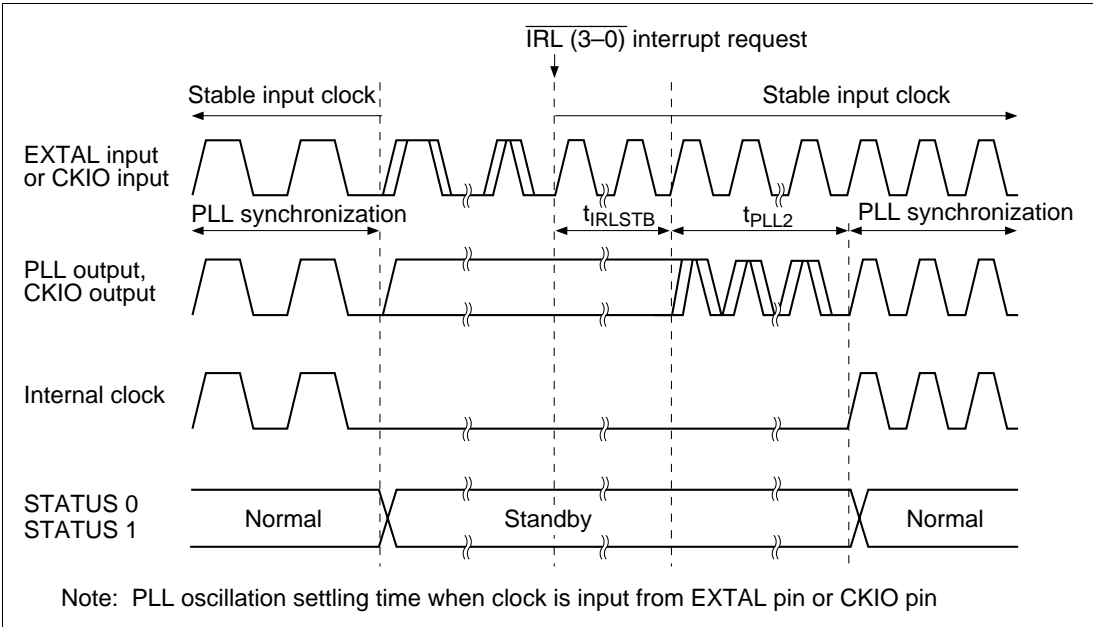 IRL (3–0) interrupt request
Stable input clock
Stable input clock
EXTAL input
or CKIO input
PLL synchronization
tIRLSTB
tPLL2
PLL synchronization
PLL output,
CKIO output
Internal clock
STATUS 0
STATUS 1
Normal
Standby
Normal
Note: PLL oscillation settling time when clock is input from EXTAL pin or CKIO pin